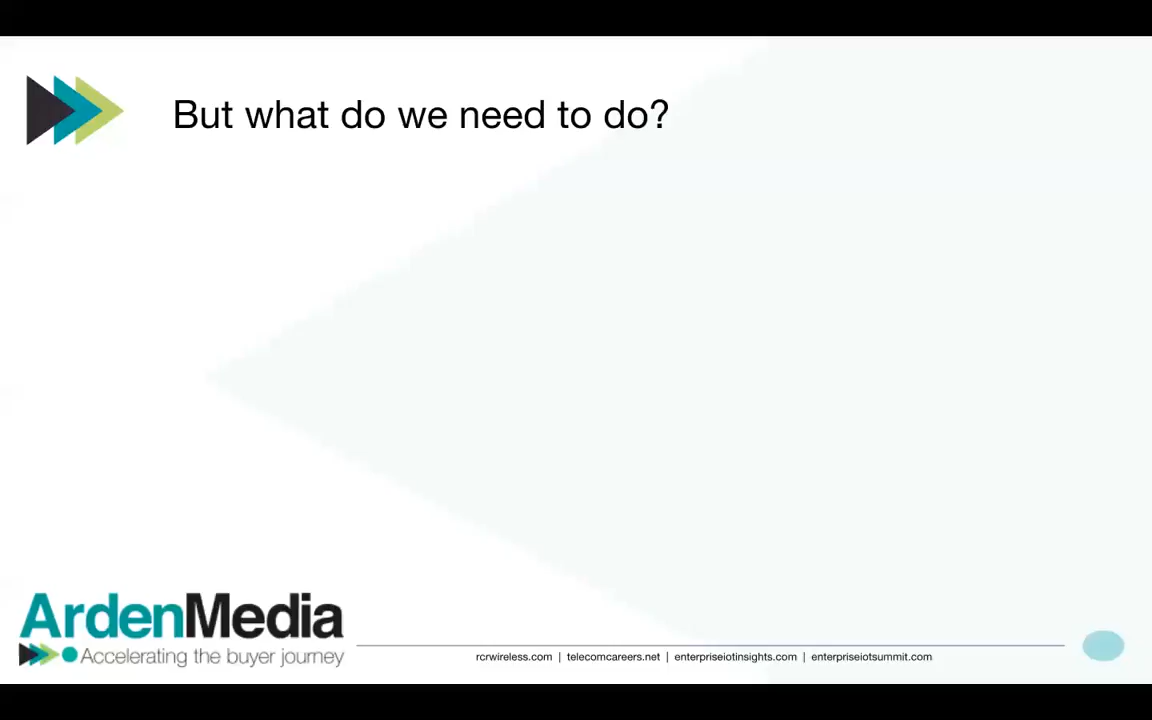 But what do we need to do?
ArdenMedia
Accelerating the buyer journey
rcrwireless.com | telecomcareers.net | enterpriseiotinsights.com | enterpriseiotsummit.com